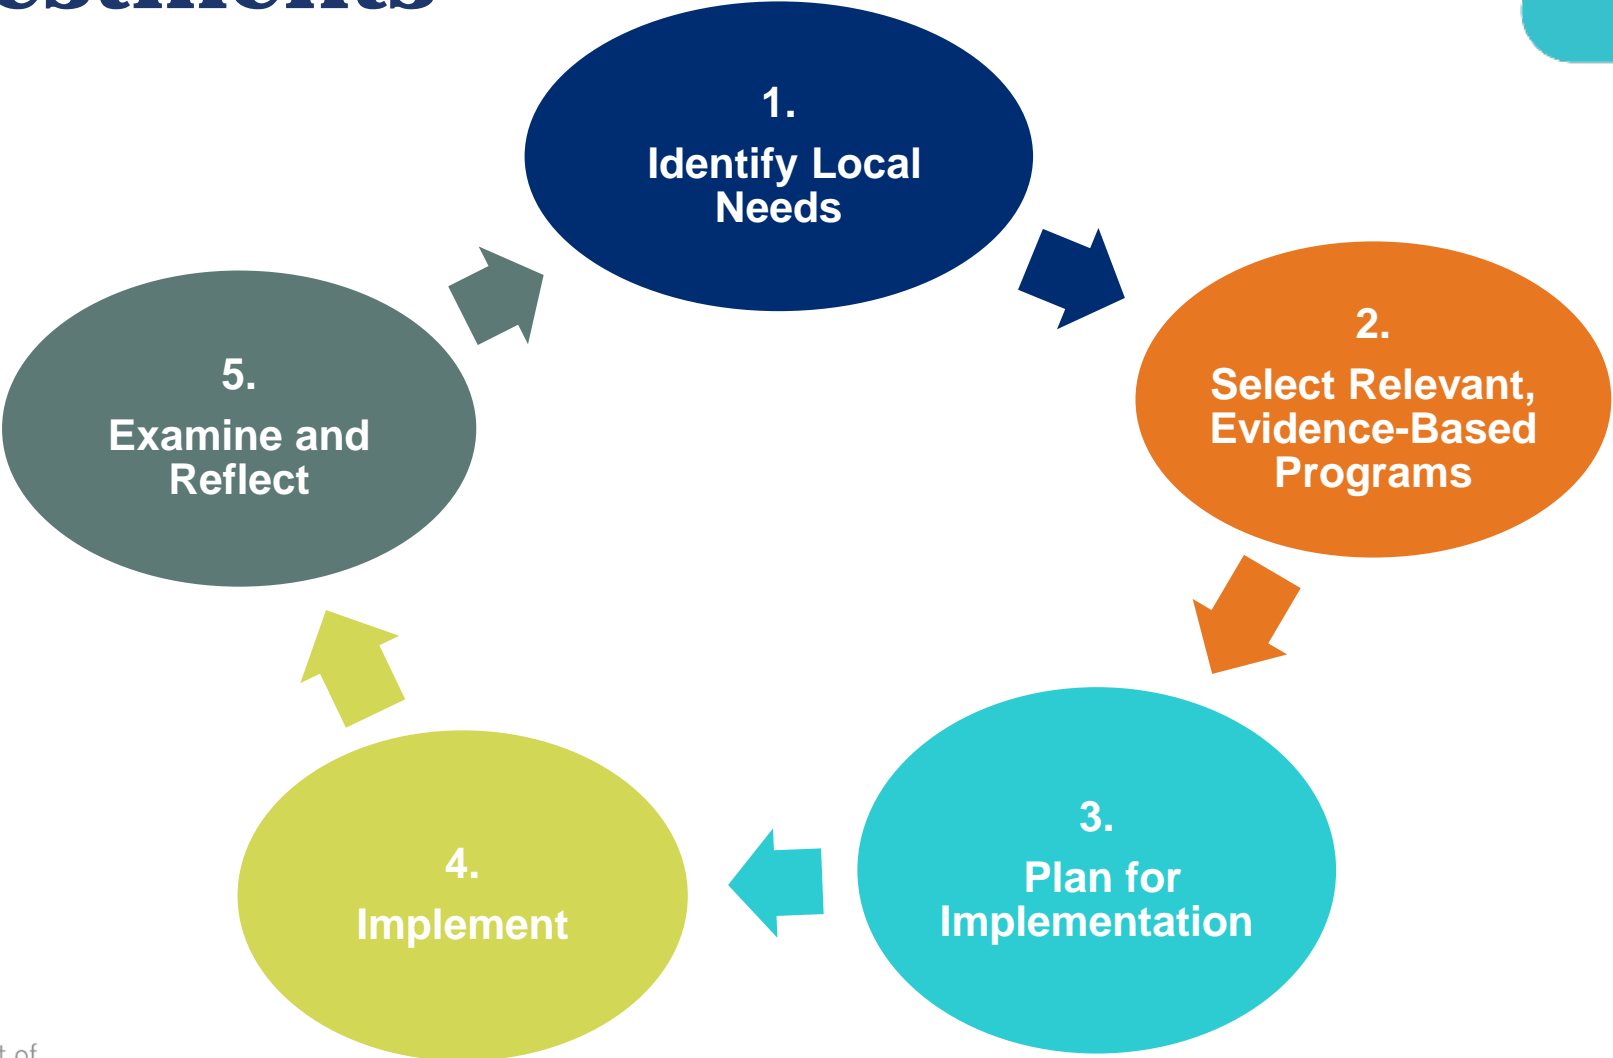 1.
Identify Local
Needs
2.
Select Relevant,
Evidence-Based
Programs
3.
Plan for
Implementation
4.
Implement
5.
Examine and
Reflect
of